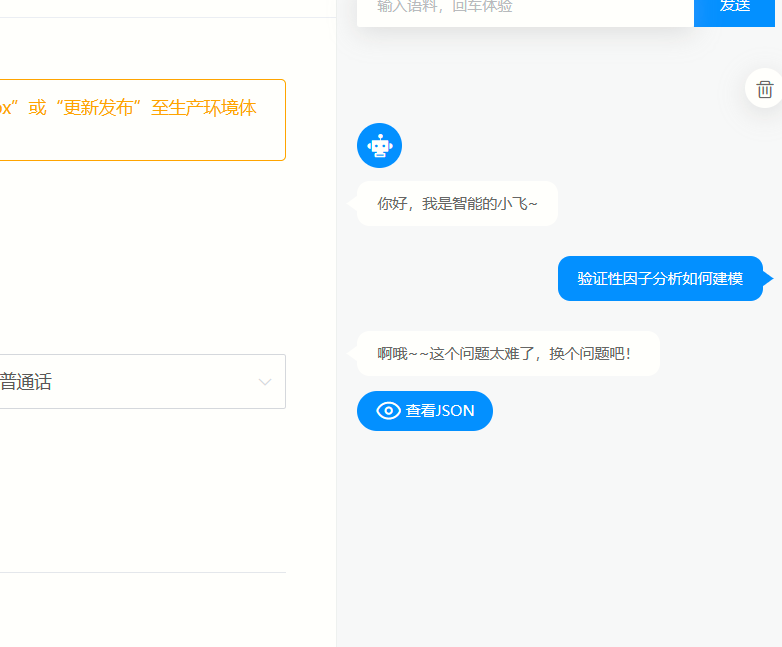 输入语料，回车体验
发送
ox”或“更新发布”至生产环境体
你好，我是智能的小飞~
验证性因子分析如何建模
啊哦~~这个问题太难了，换个问题吧！
普通话
查看JSON